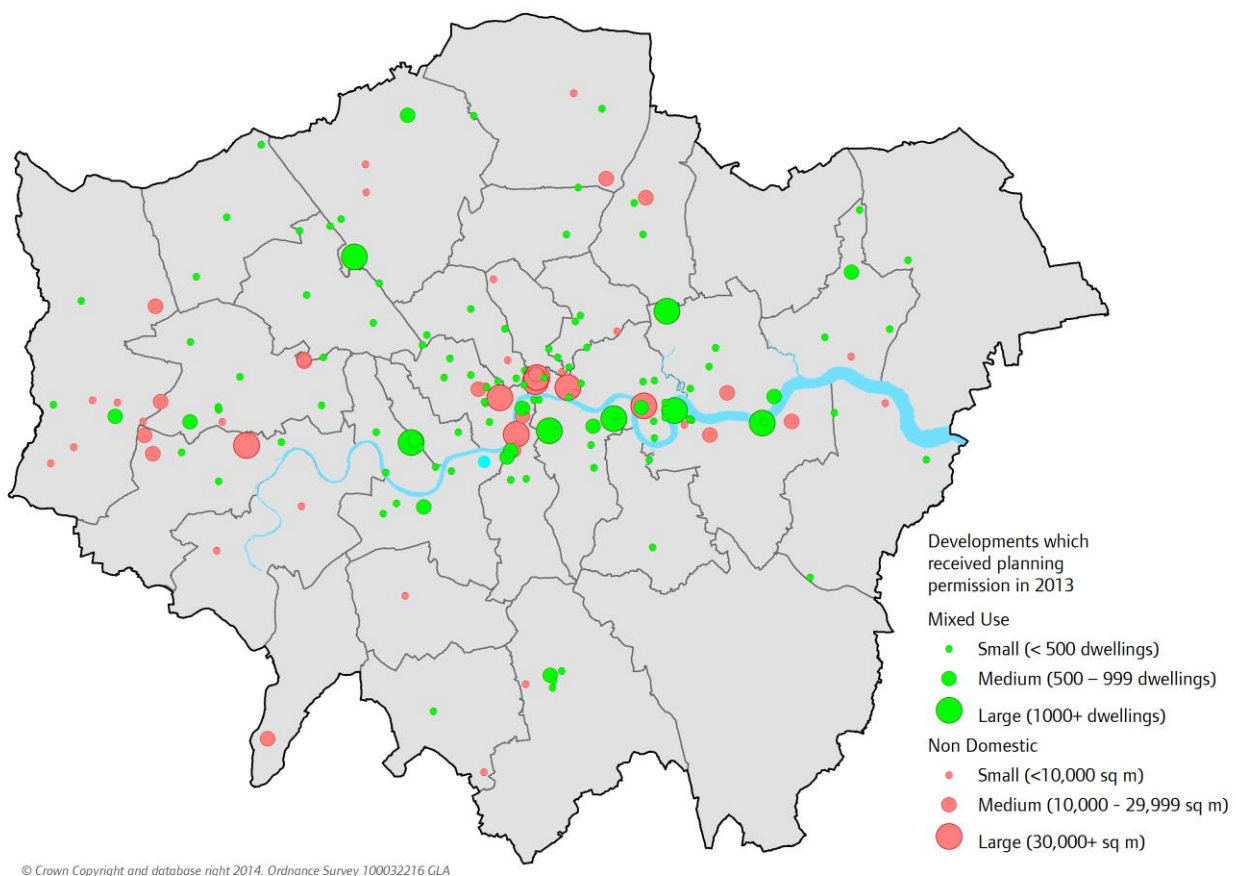 Developments which
received planning
permission in 2013
Mixed Use
Small (< 500 dwellings)
Medium (500 – 999 dwellings)
Large (1000+ dwellings)
Non Domestic
Small (<10,000 sq m)
Medium (10,000 - 29,999 sq m)
Large (30,000+ sq m)
© Crown Copyright and database right 2014. Ordnance Survey 100032216 GLA